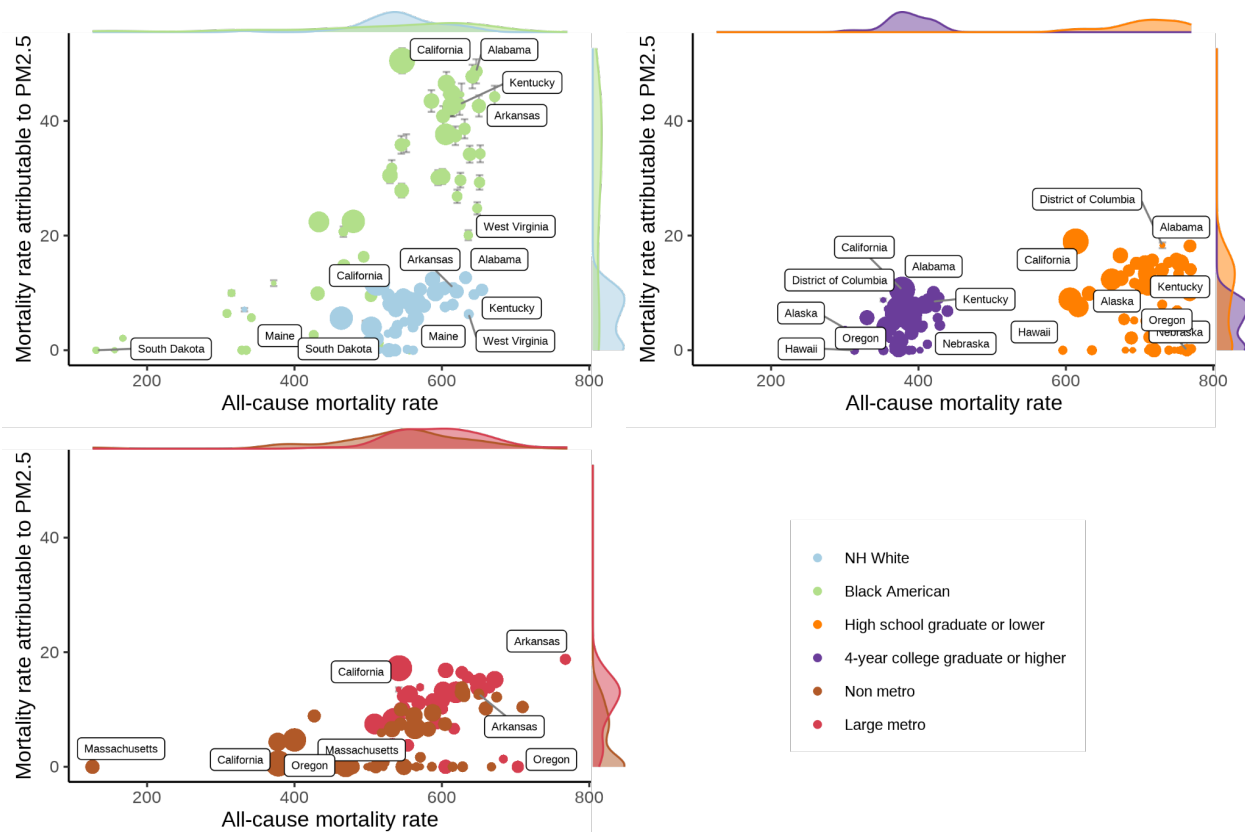 Mortality rate attributable to PM2.5
40
20
0
200
400
600
800
All-cause mortality rate
California
Alabama
Kentucky
Arkansas
West Virginia
Arkansas
Alabama
California
Kentucky
Maine
Maine
West Virginia
South Dakota
South Dakota
Mortality rate attributable to PM2.5
40
20
0
200
400
600
800
All-cause mortality rate
District of Columbia
Alabama
California
California
Alabama
District of Columbia
Kentucky
Kentucky
Alaska
Alaska
Oregon
Hawaii
Nebraska
Oregon
Hawaii
Nebraska
Mortality rate attributable to PM2.5
40
20
0
200
400
600
800
All-cause mortality rate
Arkansas
California
Arkansas
Massachusetts
Massachusetts
California
Oregon
Oregon
NH White
Black American
High school graduate or lower
4-year college graduate or higher
Non metro
Large metro